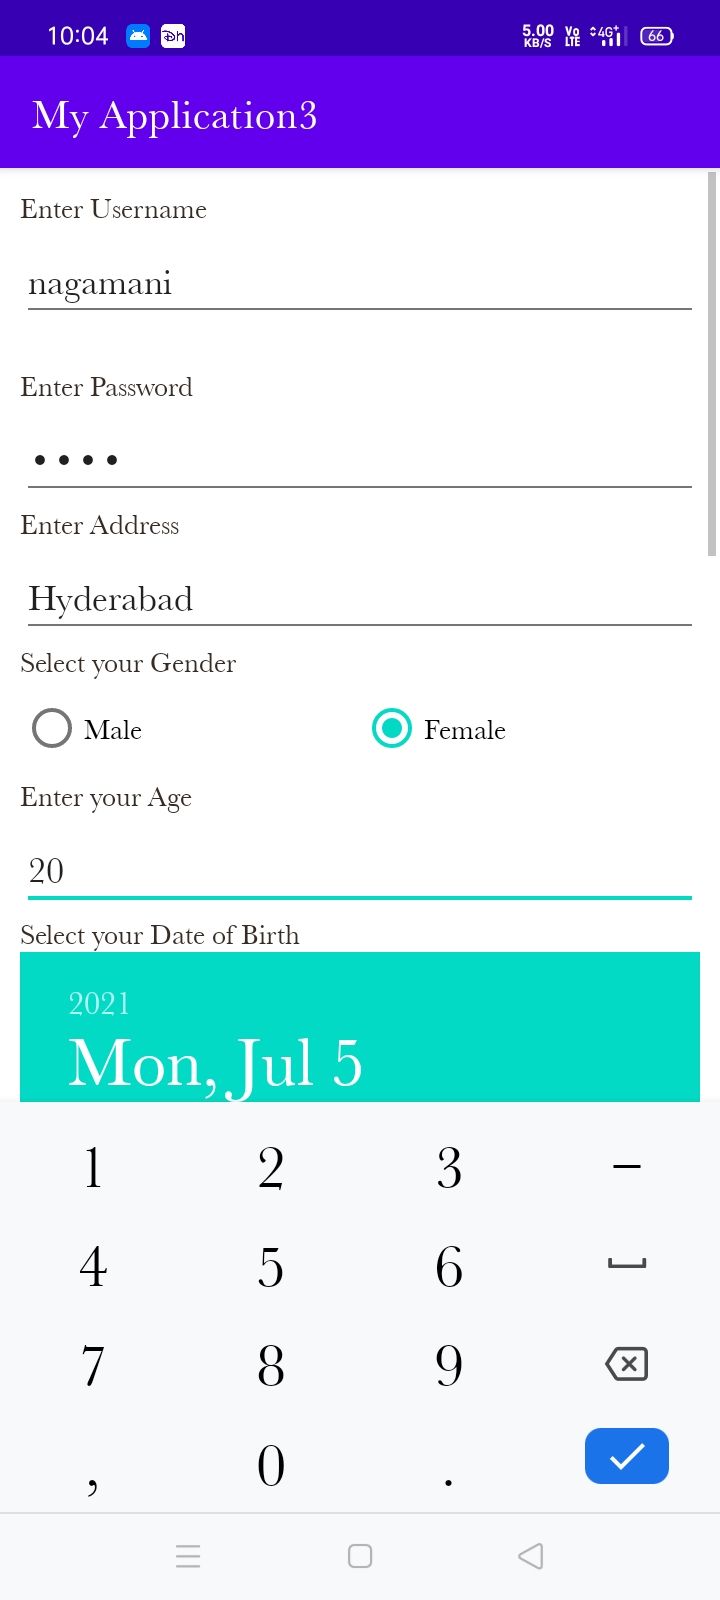 10:04 Dh 5.00 KB/S Vo LTE 4G+ 66
My Application3
Enter Username
nagamani
Enter Password
••••
Enter Address
Hyderabad
Select your Gender
Male Female
Enter your Age
20
Select your Date of Birth
2021
Mon, Jul 5
1 2 3 –
4 5 6
7 8 9
, 0 .